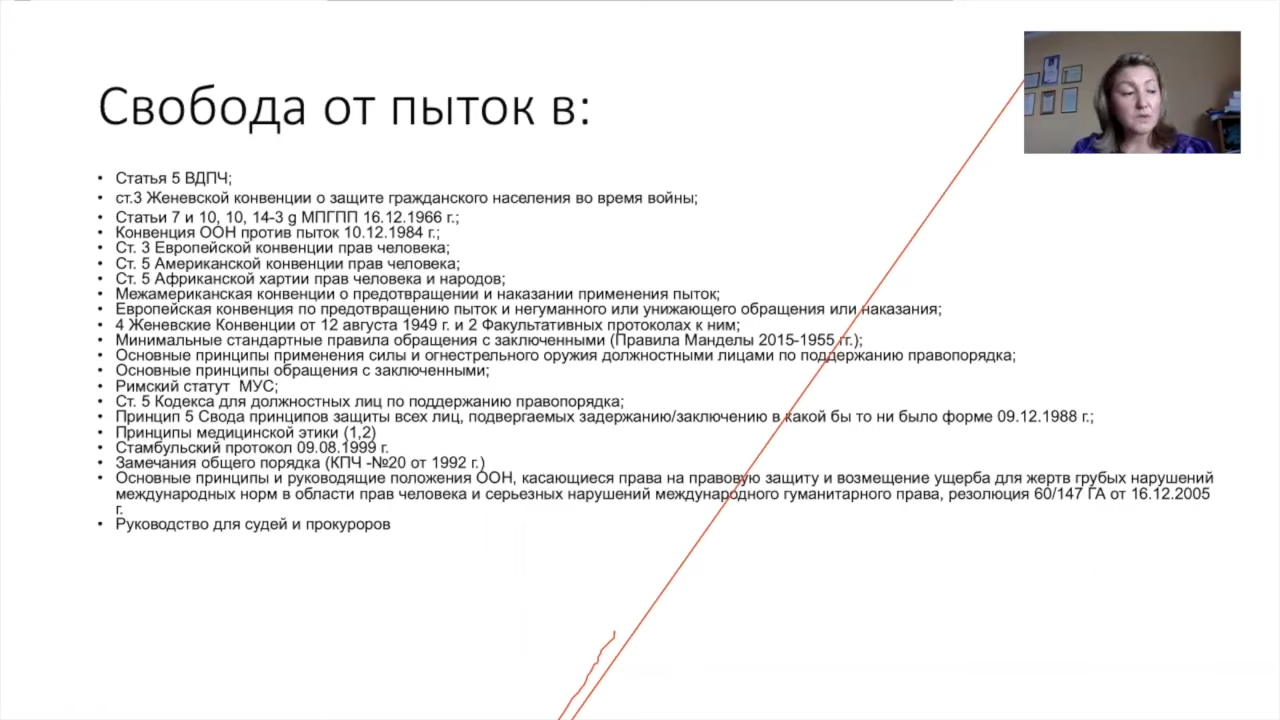 Свобода от пыток в:
• Статья 5 ВДПЧ;
• ст.3 Женевской конвенции о защите гражданского населения во время войны;
• Статьи 7 и 10, 10, 14-3 g МПГПП 16.12.1966 г.;
• Конвенция ООН против пыток 10.12.1984 г.;
• Ст. 3 Европейской конвенции прав человека;
• Ст. 5 Американской конвенции прав человека;
• Ст. 5 Африканской хартии прав человека и народов;
• Межамериканская конвенции о предотвращении и наказании применения пыток;
• Европейская конвенция по предотвращению пыток и негуманного или унижающего обращения или наказания;
• 4 Женевские Конвенции от 12 августа 1949 г. и 2 Факультативных протоколах к ним;
• Минимальные стандартные правила обращения с заключенными (Правила Манделы 2015-1955 гг.);
• Основные принципы применения силы и огнестрельного оружия должностными лицами по поддержанию правопорядка;
• Основные принципы обращения с заключенными;
• Римский статут  МУС;
• Ст. 5 Кодекса для должностных лиц по поддержанию правопорядка;
• Принцип 5 Свода принципов защиты всех лиц, подвергаемых задержанию/заключению в какой бы то ни было форме 09.12.1988 г.;
• Принципы медицинской этики (1,2)
• Стамбульский протокол 09.08.1999 г.
• Замечания общего порядка (КПЧ -№20 от 1992 г.)
• Основные принципы и руководящие положения ООН, касающиеся права на правовую защиту и возмещение ущерба для жертв грубых нарушений
международных норм в области прав человека и серьезных нарушений международного гуманитарного права, резолюция 60/147 ГА от 16.12.2005
г.
• Руководство для судей и прокуроров